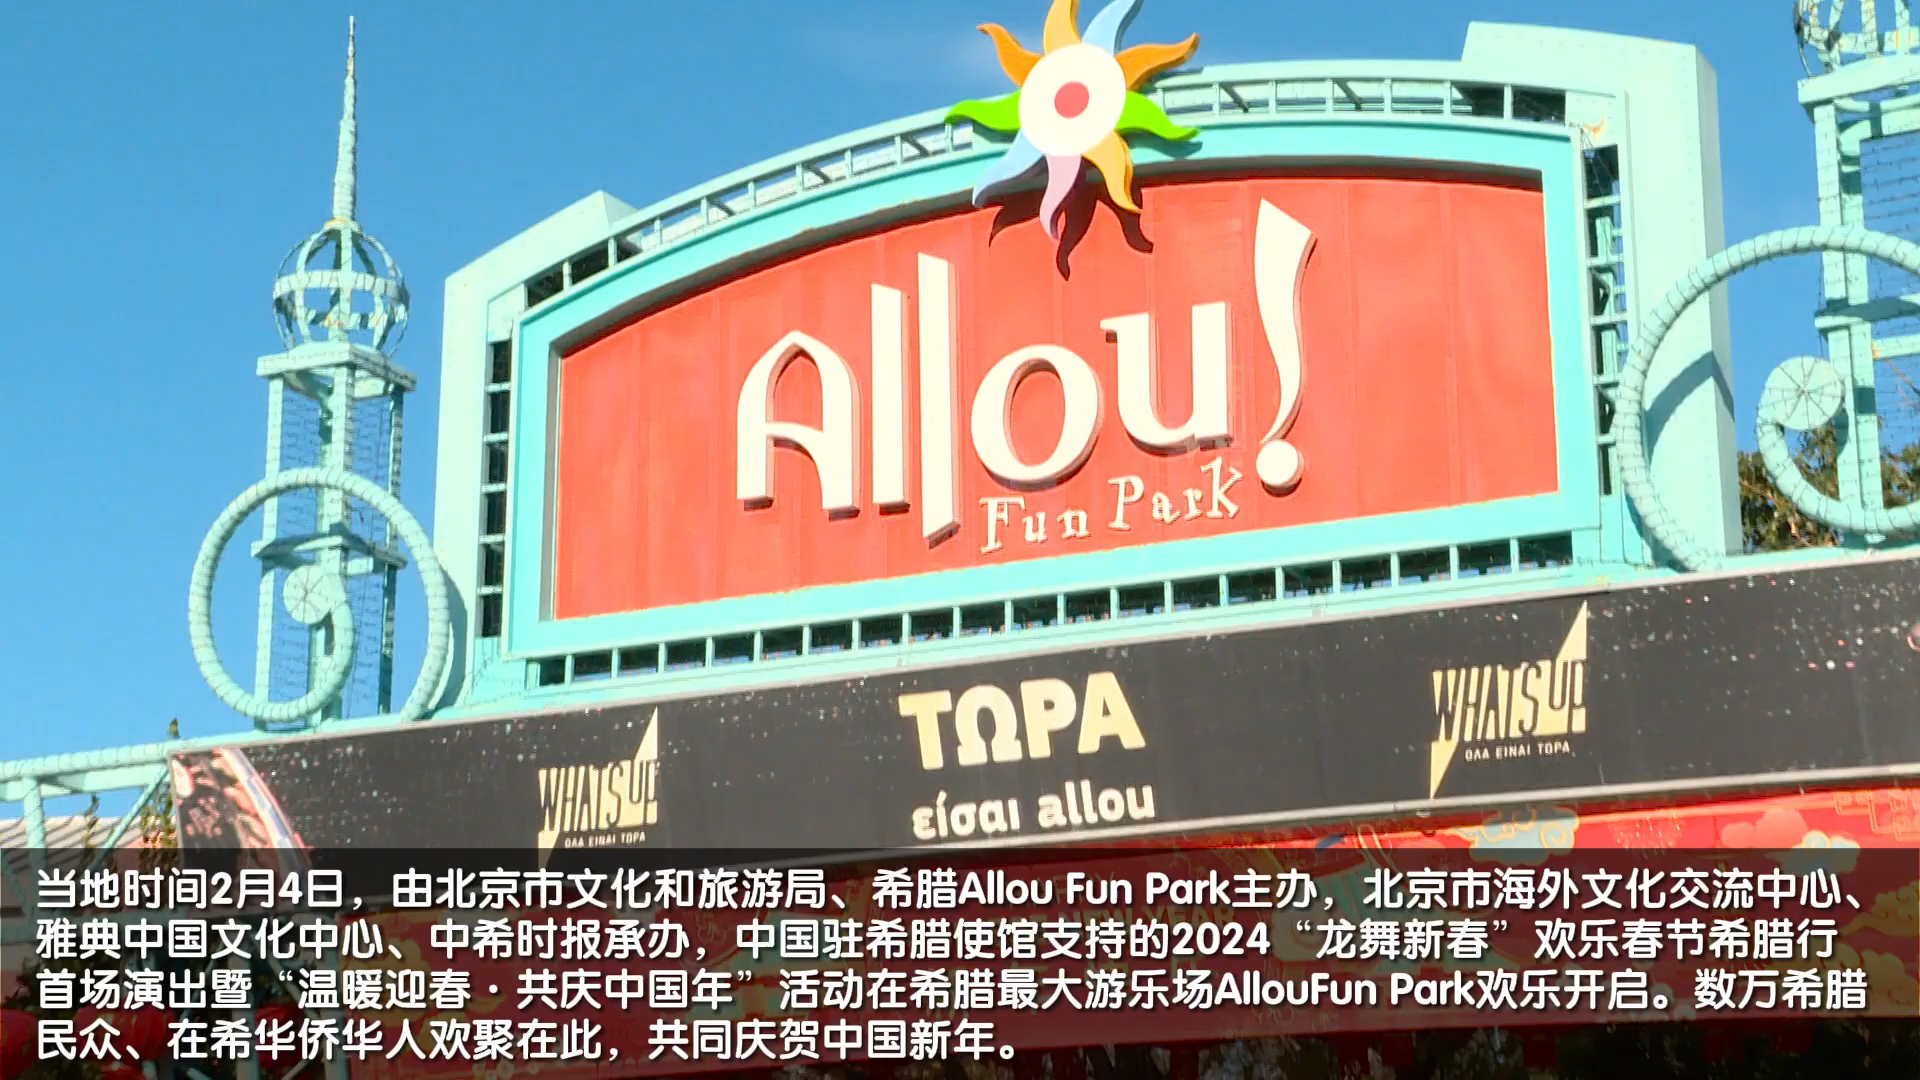 Allou!
Fun Park
ΤΩΡΑ
είσαι allou
WHATSUP!
ΟΛΑ ΕΙΝΑΙ ΤΩΡΑ
WHATSUP!
ΟΛΑ ΕΙΝΑΙ ΤΩΡΑ
当地时间2月4日，由北京市文化和旅游局、希腊Allou Fun Park主办，北京市海外文化交流中心、
雅典中国文化中心、中希时报承办，中国驻希腊使馆支持的2024“龙舞新春”欢乐春节希腊行
首场演出暨“温暖迎春·共庆中国年”活动在希腊最大游乐场AllouFun Park欢乐开启。数万希腊
民众、在希华侨华人欢聚在此，共同庆贺中国新年。